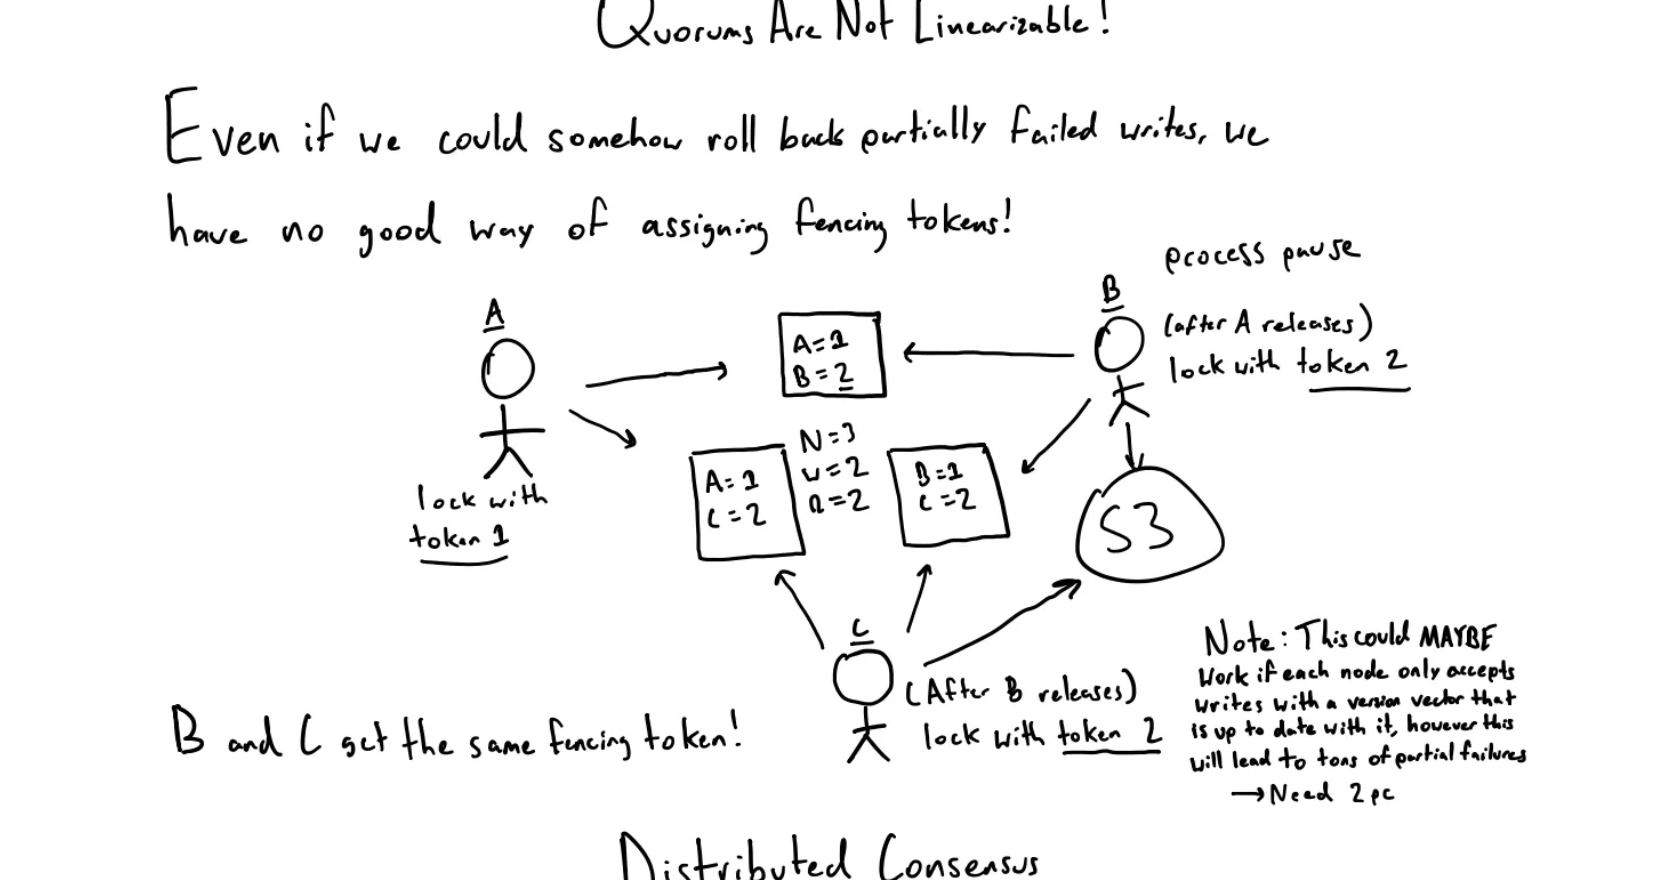 Quorums Are Not Linearizable!
Even if we could somehow roll back partially failed writes, we
have no good way of assigning fencing tokens!
process pause
A
B
(after A releases)
lock with token 2
A=1
B=2
N=3
W=2
R=2
A=1
C=2
B=1
C=2
lock with
token 1
S3
C
(After B releases)
lock with token 2
Note: This could MAYBE
Work if each node only accepts
writes with a version vector that
is up to date with it, however this
will lead to tons of partial failures
→Need 2pc
B and C get the same fencing token!
Distributed Consensus